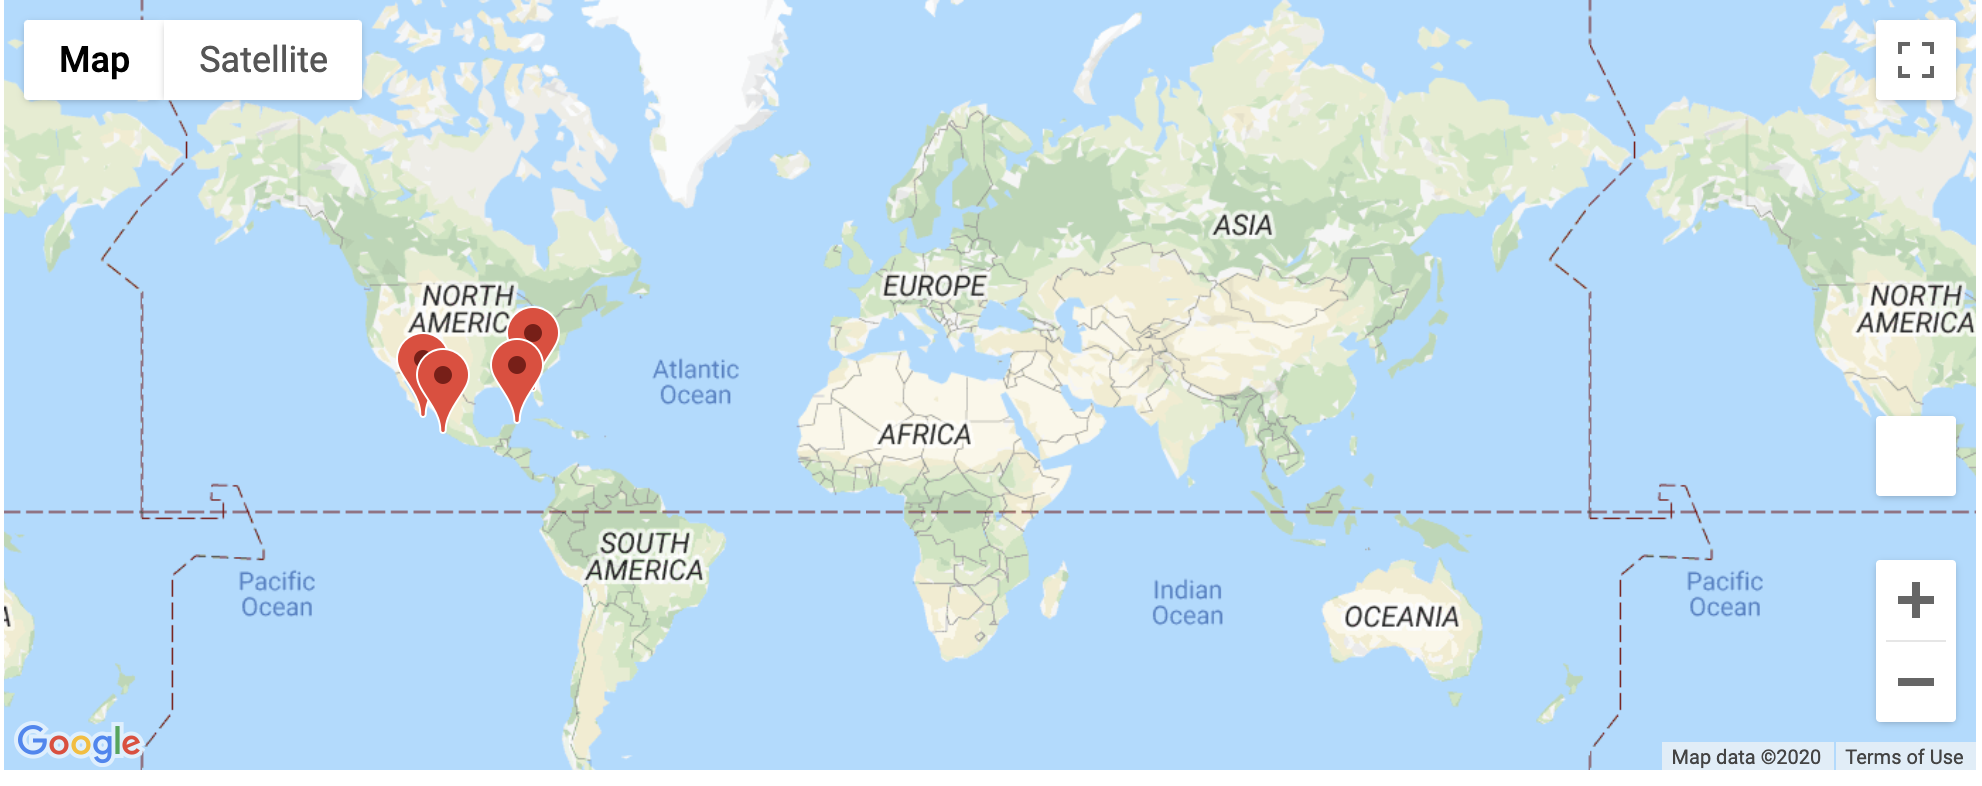 Map
Satellite
ASIA
EUROPE
NORTH
AMERIC
NORTH
AMERICA
Atlantic
Ocean
AFRICA
SOUTH
AMERICA
Pacific
Ocean
Indian
Ocean
OCEANIA
Pacific
Ocean
A
Google
Map data ©2020
Terms of Use